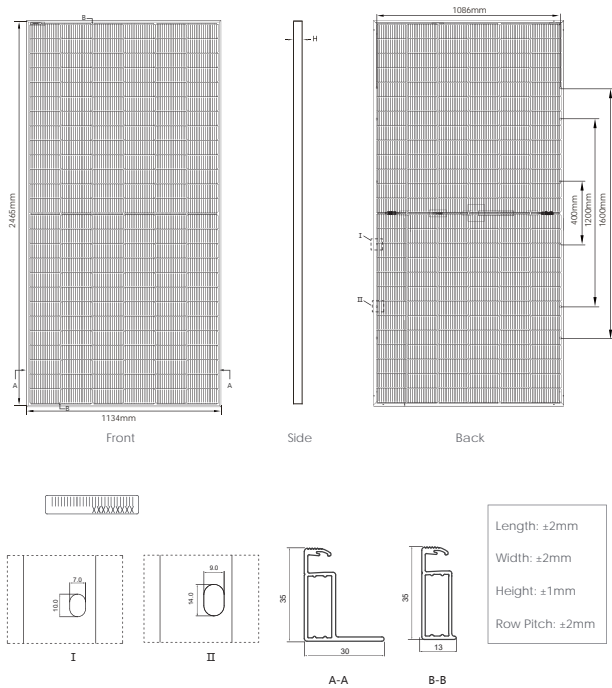 B
2465mm
A
A
B
1134mm
Front
H
Side
1086mm
400mm
1200mm
1600mm
I
II
Back
7.0
10.0
I
9.0
14.0
II
35
30
A-A
35
13
B-B
Length: ±2mm
Width: ±2mm
Height: ±1mm
Row Pitch: ±2mm